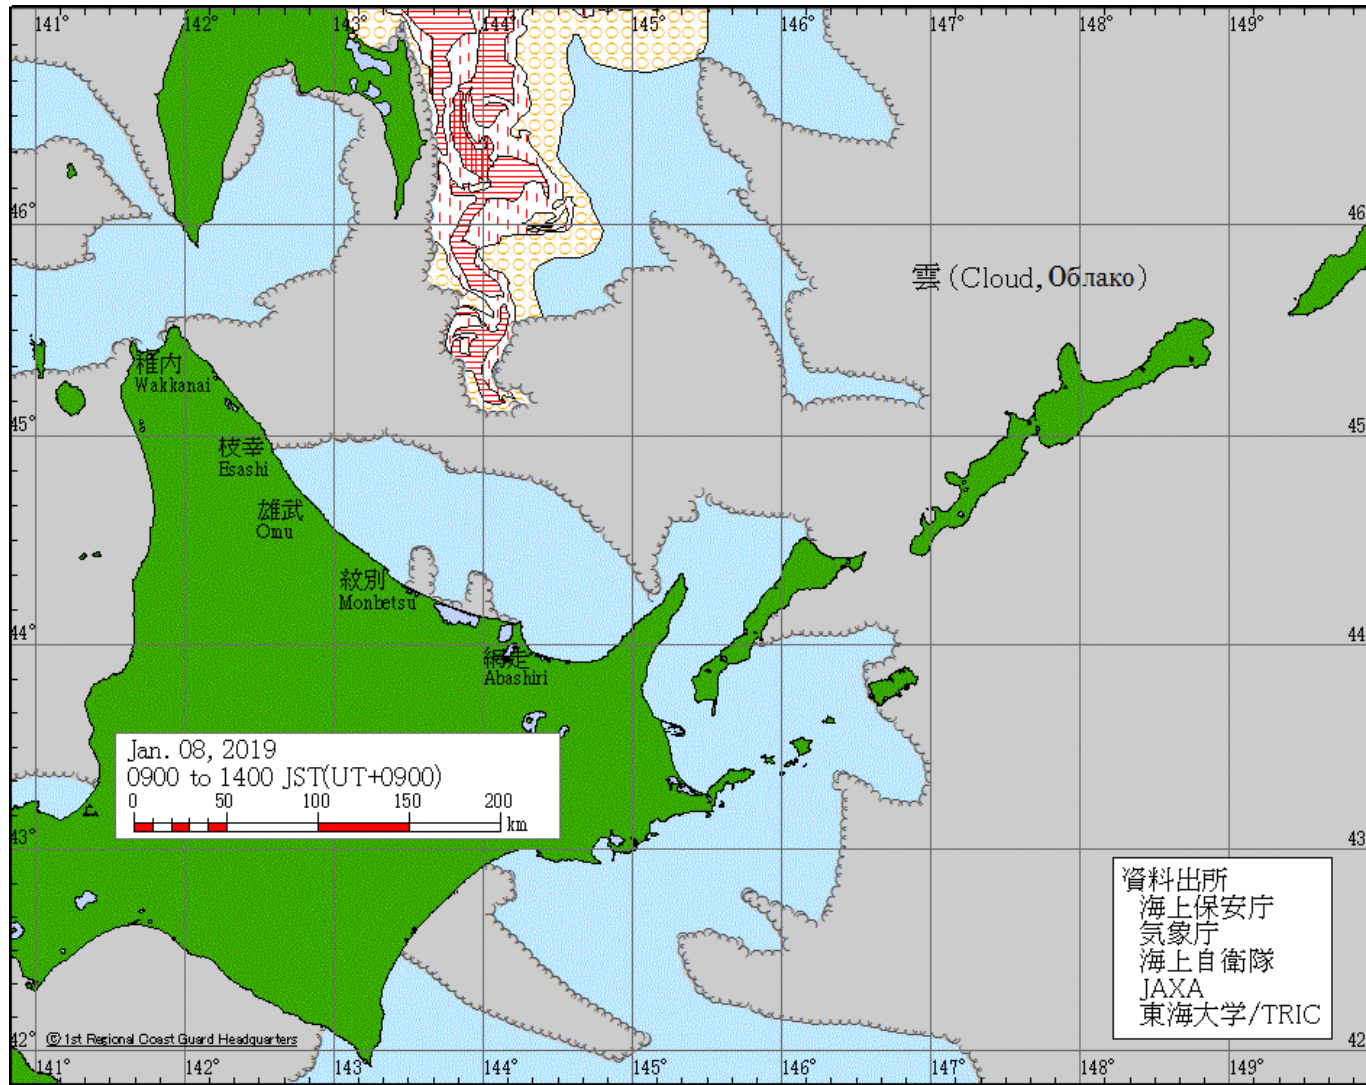 141° 142° 143° 144° 145° 146° 147° 148° 149°
46° 46
雲 (Cloud, Облако)
稚内
Wakkanai
45° 45
枝幸
Esashi
雄武
Omu
紋別
Monbetsu
44° 44
網走
Abashiri
Jan. 08, 2019
0900 to 1400 JST(UT+0900)
0 50 100 150 200
km
43° 43
資料出所
海上保安庁
気象庁
海上自衛隊
JAXA
東海大学/TRIC
42° 42
© 1st Regional Coast Guard Headquarters
141° 142° 143° 144° 145° 146° 147° 148° 149°